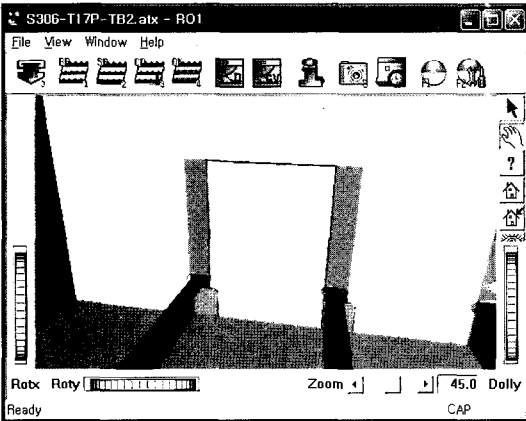 S306-T17P-TB2.atx - RO1
File View Window Help
?
Rotx Roty Zoom 45.0 Dolly
Ready CAP